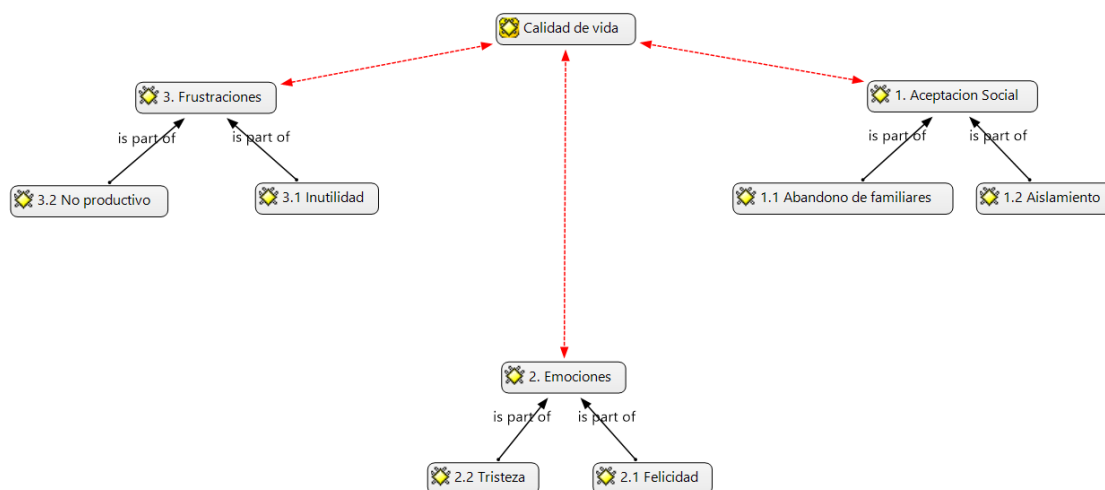 Calidad de vida
3. Frustraciones
1. Aceptacion Social
is part of
is part of
is part of
is part of
3.2 No productivo
3.1 Inutilidad
1.1 Abandono de familiares
1.2 Aislamiento
2. Emociones
is part of
is part of
2.2 Tristeza
2.1 Felicidad